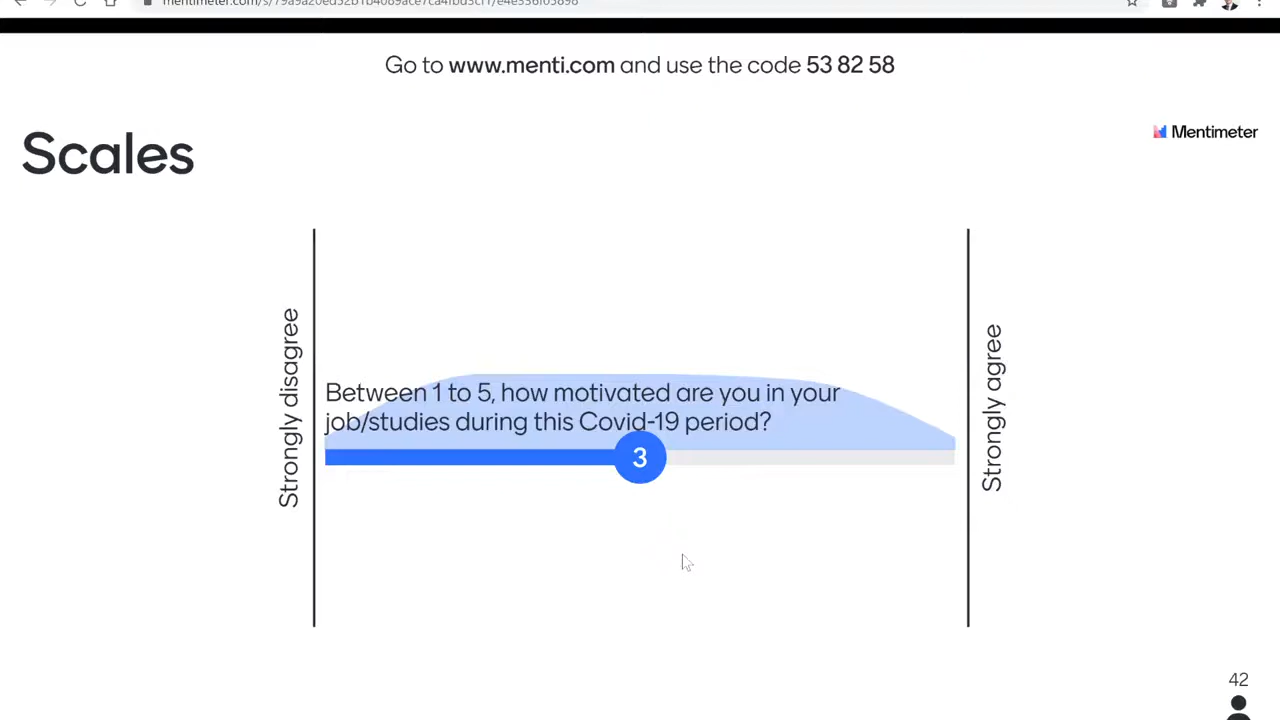 Go to www.menti.com and use the code 53 82 58
Mentimeter
Scales
Strongly disagree
Between 1 to 5, how motivated are you in your
job/studies during this Covid-19 period?
3
Strongly agree
42